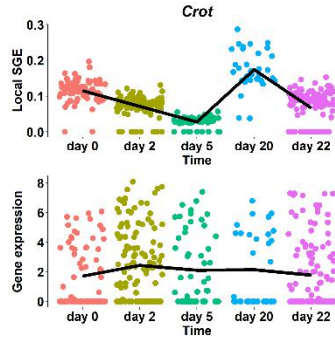 Crot
Local SGE
0.3
0.2
0.1
0.0
day 0 day 2 day 5 day 20 day 22
Time
Gene expression
8
6
4
2
0
day 0 day 2 day 5 day 20 day 22
Time